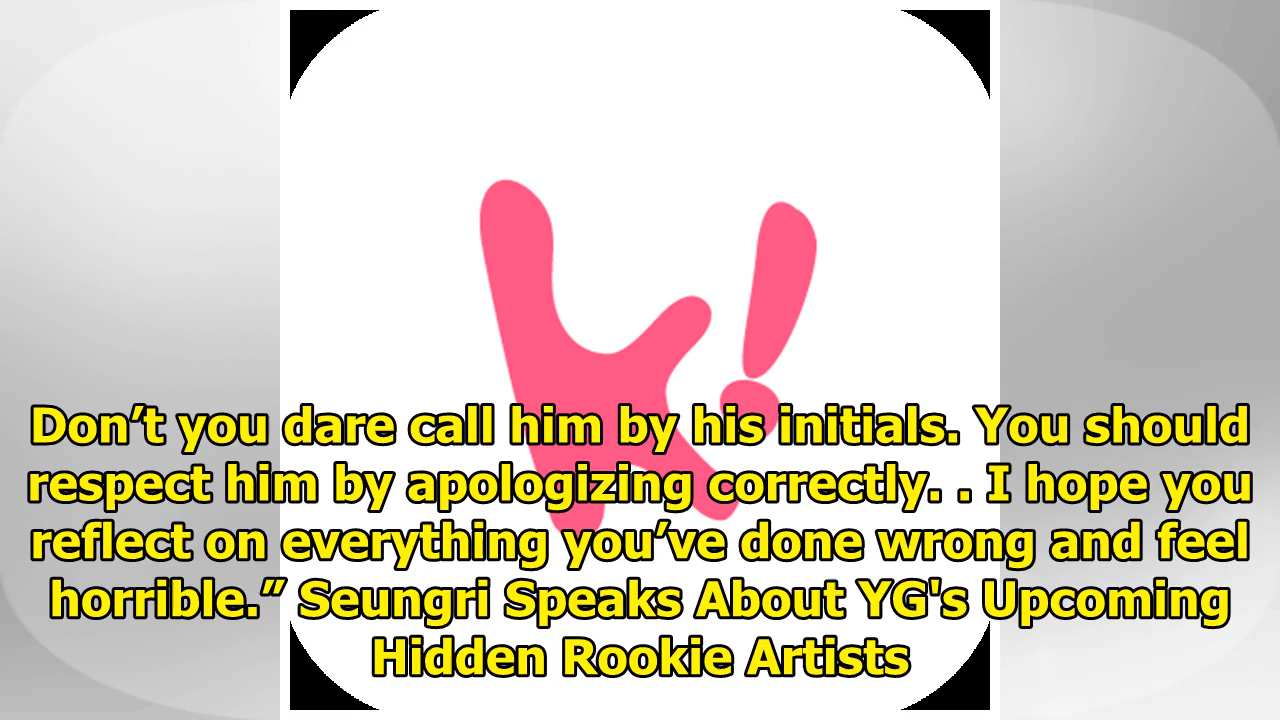 Don’t you dare call him by his initials. You should
respect him by apologizing correctly. . I hope you
reflect on everything you’ve done wrong and feel
horrible.” Seungri Speaks About YG's Upcoming
Hidden Rookie Artists